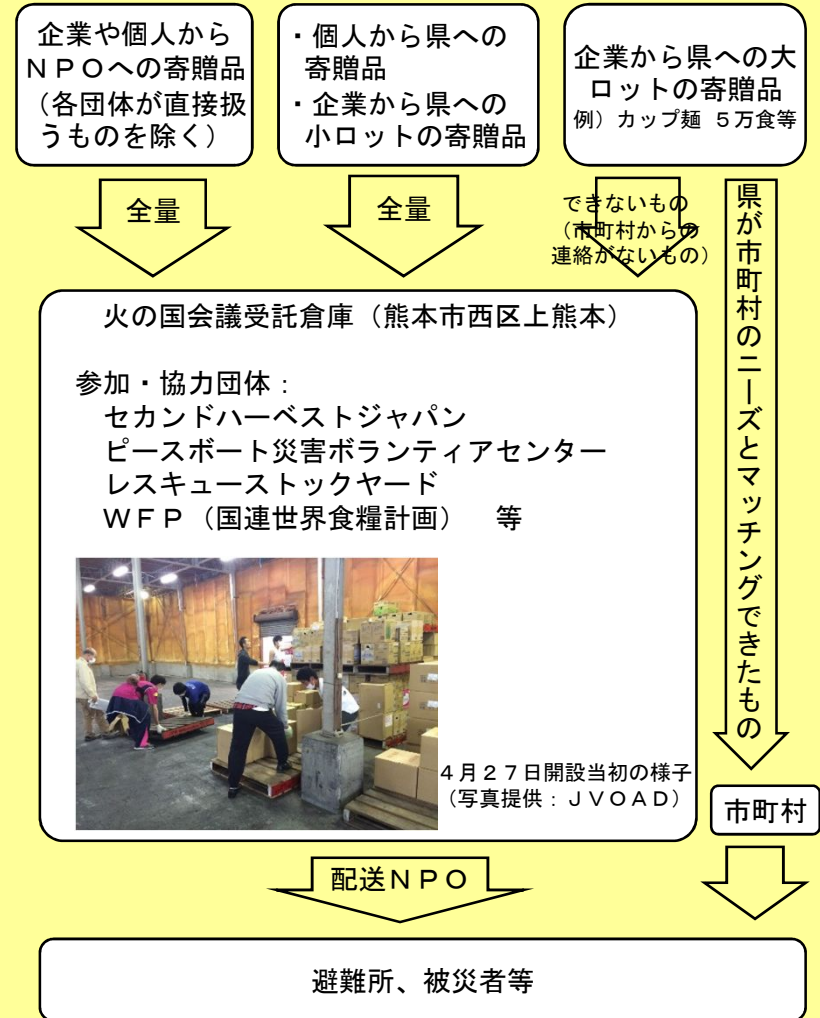 企業や個人から
ＮＰＯへの寄贈品
（各団体が直接扱
うものを除く）
・個人から県への
寄贈品
・企業から県への
小ロットの寄贈品
企業から県への大
ロットの寄贈品
例）カップ麺 ５万食等
全量
全量
できないもの
（市町村からの
連絡がないもの）
県が市町村のニーズとマッチングできたもの
火の国会議受託倉庫（熊本市西区上熊本）
参加・協力団体：
セカンドハーベストジャパン
ピースボート災害ボランティアセンター
レスキューストックヤード
ＷＦＰ（国連世界食糧計画） 等
４月２７日開設当初の様子
（写真提供：ＪＶＯＡＤ）
市町村
配送ＮＰＯ
避難所、被災者等